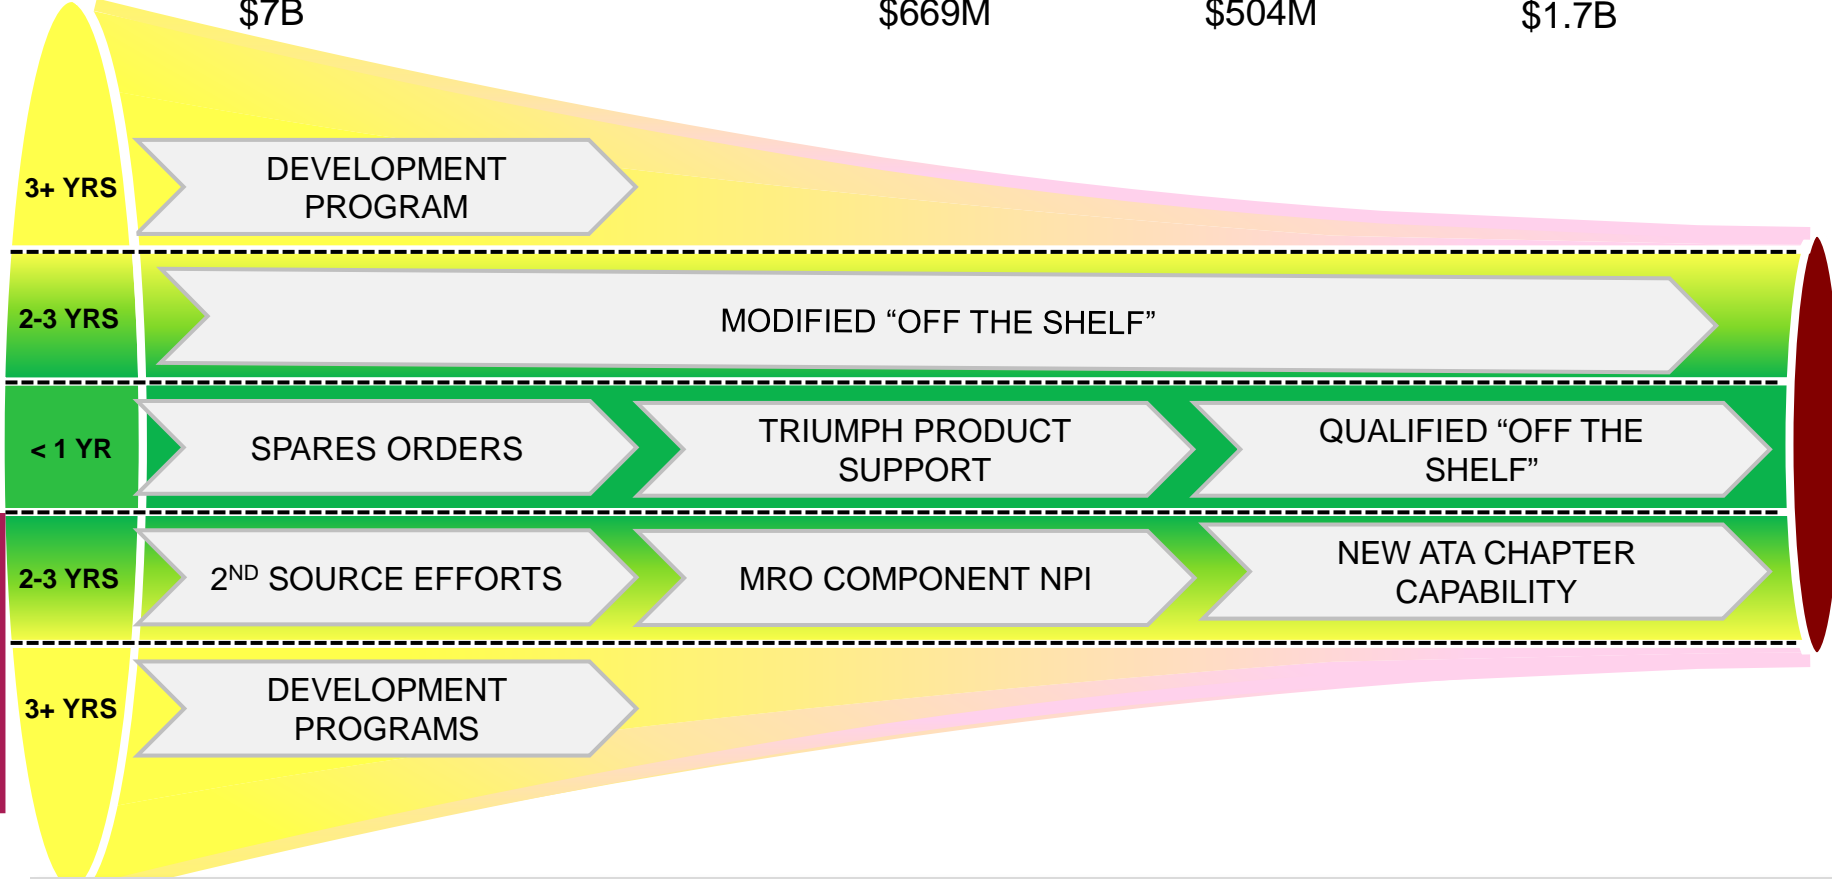 $7B $669M $504M $1.7B
3+ YRS
DEVELOPMENT
PROGRAM
2-3 YRS
MODIFIED “OFF THE SHELF”
< 1 YR
SPARES ORDERS
TRIUMPH PRODUCT
SUPPORT
QUALIFIED “OFF THE
SHELF”
2-3 YRS
2ND SOURCE EFFORTS
MRO COMPONENT NPI
NEW ATA CHAPTER
CAPABILITY
3+ YRS
DEVELOPMENT
PROGRAMS